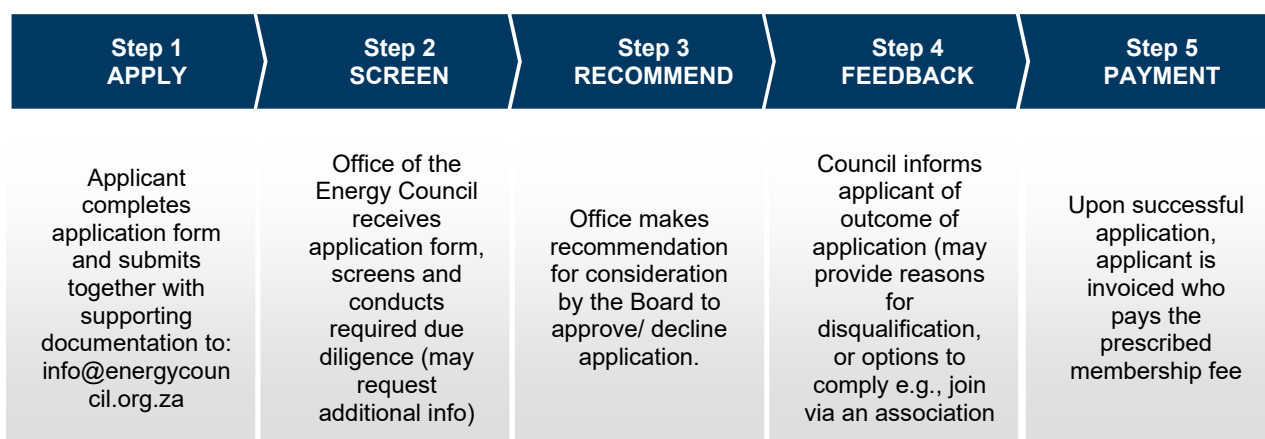 Step 1
APPLY
Step 2
SCREEN
Step 3
RECOMMEND
Step 4
FEEDBACK
Step 5
PAYMENT
Applicant
completes
application form
and submits
together with
supporting
documentation to:
info@energycoun
cil.org.za
Office of the
Energy Council
receives
application form,
screens and
conducts
required due
diligence (may
request
additional info)
Office makes
recommendation
for consideration
by the Board to
approve/ decline
application.
Council informs
applicant of
outcome of
application (may
provide reasons
for
disqualification,
or options to
comply e.g., join
via an association
Upon successful
application,
applicant is
invoiced who
pays the
prescribed
membership fee